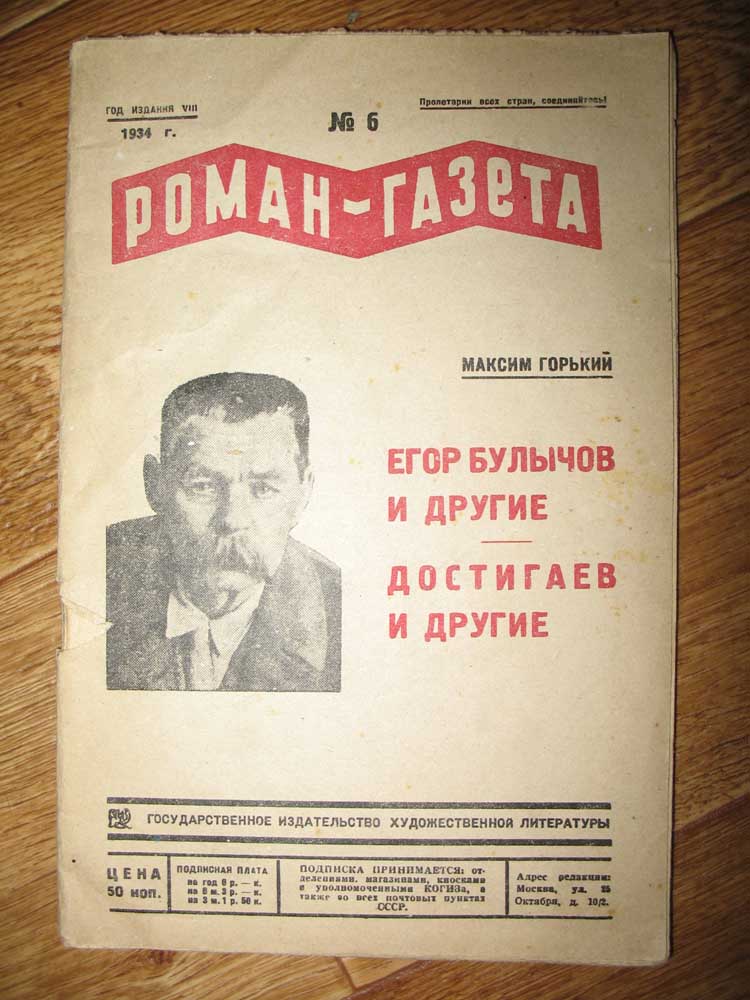 ГОД ИЗДАНИЯ VIII
1934 г.
№ 6
Пролетарии всех стран, соединяйтесь!
РОМАН-ГАЗЕТА
МАКСИМ ГОРЬКИЙ
ЕГОР БУЛЫЧОВ
И ДРУГИЕ
ДОСТИГАЕВ
И ДРУГИЕ
ГОСУДАРСТВЕННОЕ ИЗДАТЕЛЬСТВО ХУДОЖЕСТВЕННОЙ ЛИТЕРАТУРЫ
ЦЕНА
50 коп.
ПОДПИСНАЯ ПЛАТА
на год 6 р. — к.
на 6 м. 3 р. — к.
на 3 м. 1 р. 50 к.
ПОДПИСКА ПРИНИМАЕТСЯ: от-
делениями, магазинами, киосками
и уполномоченными КОГИЗа, а
также во всех почтовых пунктах
СССР.
Адрес редакции:
Москва, ул. 25
Октября, д. 10/2.